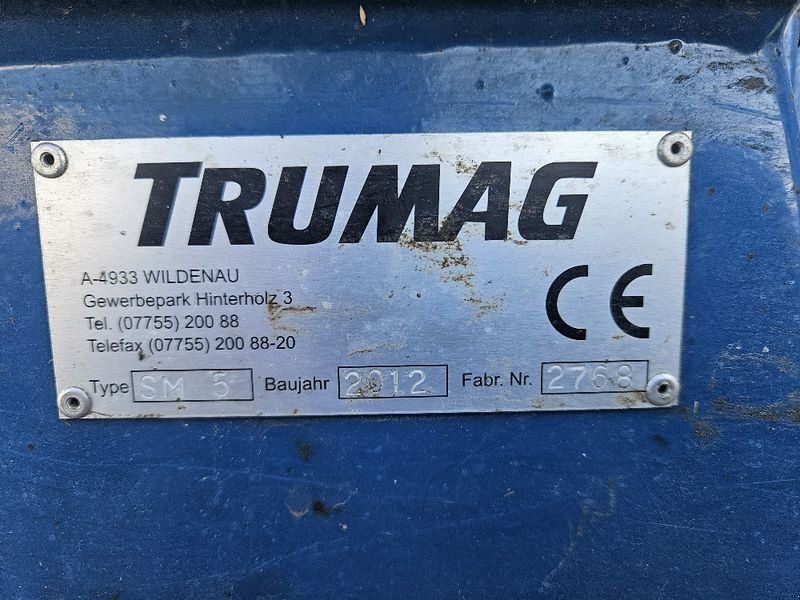 TRUMAG
A-4933 WILDENAU
Gewerbepark Hinterholz 3
Tel. (07755) 200 88
Telefax (07755) 200 88-20
CE
Type SM 5 Baujahr 2012 Fabr. Nr. 2768